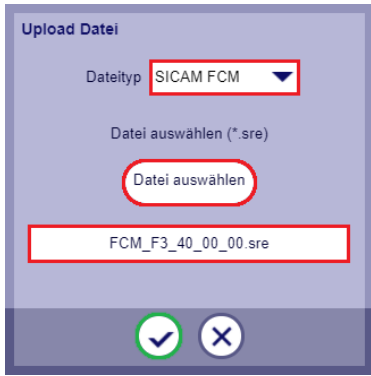 Upload Datei
Dateityp SICAM FCM
Datei auswählen (*.sre)
Datei auswählen
FCM_F3_40_00_00.sre